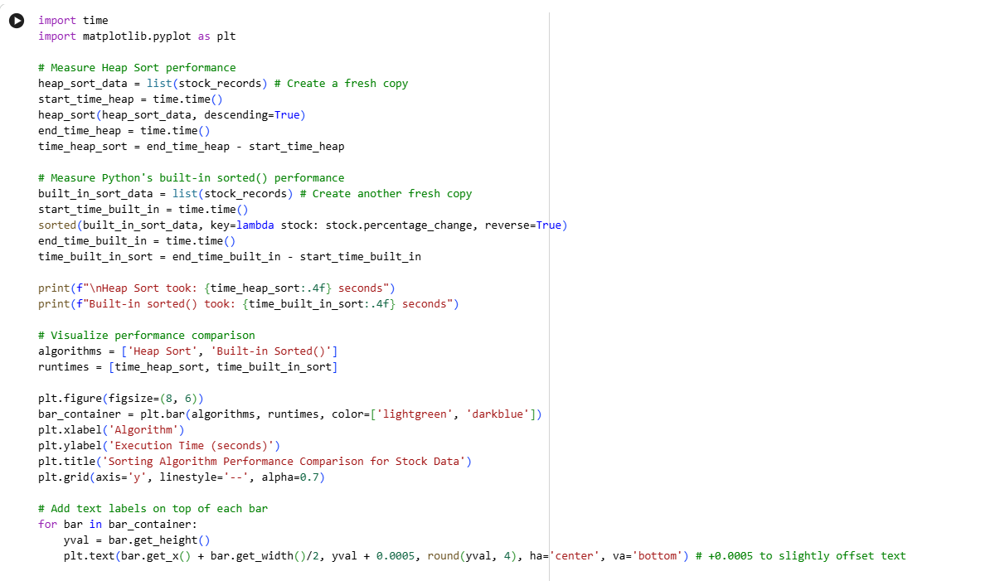 import time
import matplotlib.pyplot as plt
# Measure Heap Sort performance
heap_sort_data = list(stock_records) # Create a fresh copy
start_time_heap = time.time()
heap_sort(heap_sort_data, descending=True)
end_time_heap = time.time()
time_heap_sort = end_time_heap - start_time_heap
# Measure Python's built-in sorted() performance
built_in_sort_data = list(stock_records) # Create another fresh copy
start_time_built_in = time.time()
sorted(built_in_sort_data, key=lambda stock: stock.percentage_change, reverse=True)
end_time_built_in = time.time()
time_built_in_sort = end_time_built_in - start_time_built_in
print(f"\nHeap Sort took: {time_heap_sort:.4f} seconds")
print(f"Built-in sorted() took: {time_built_in_sort:.4f} seconds")
# Visualize performance comparison
algorithms = ['Heap Sort', 'Built-in Sorted()']
runtimes = [time_heap_sort, time_built_in_sort]
plt.figure(figsize=(8, 6))
bar_container = plt.bar(algorithms, runtimes, color=['lightgreen', 'darkblue'])
plt.xlabel('Algorithm')
plt.ylabel('Execution Time (seconds)')
plt.title('Sorting Algorithm Performance Comparison for Stock Data')
plt.grid(axis='y', linestyle='--', alpha=0.7)
# Add text labels on top of each bar
for bar in bar_container:
    yval = bar.get_height()
    plt.text(bar.get_x() + bar.get_width()/2, yval + 0.0005, round(yval, 4), ha='center', va='bottom') # +0.0005 to slightly offset text